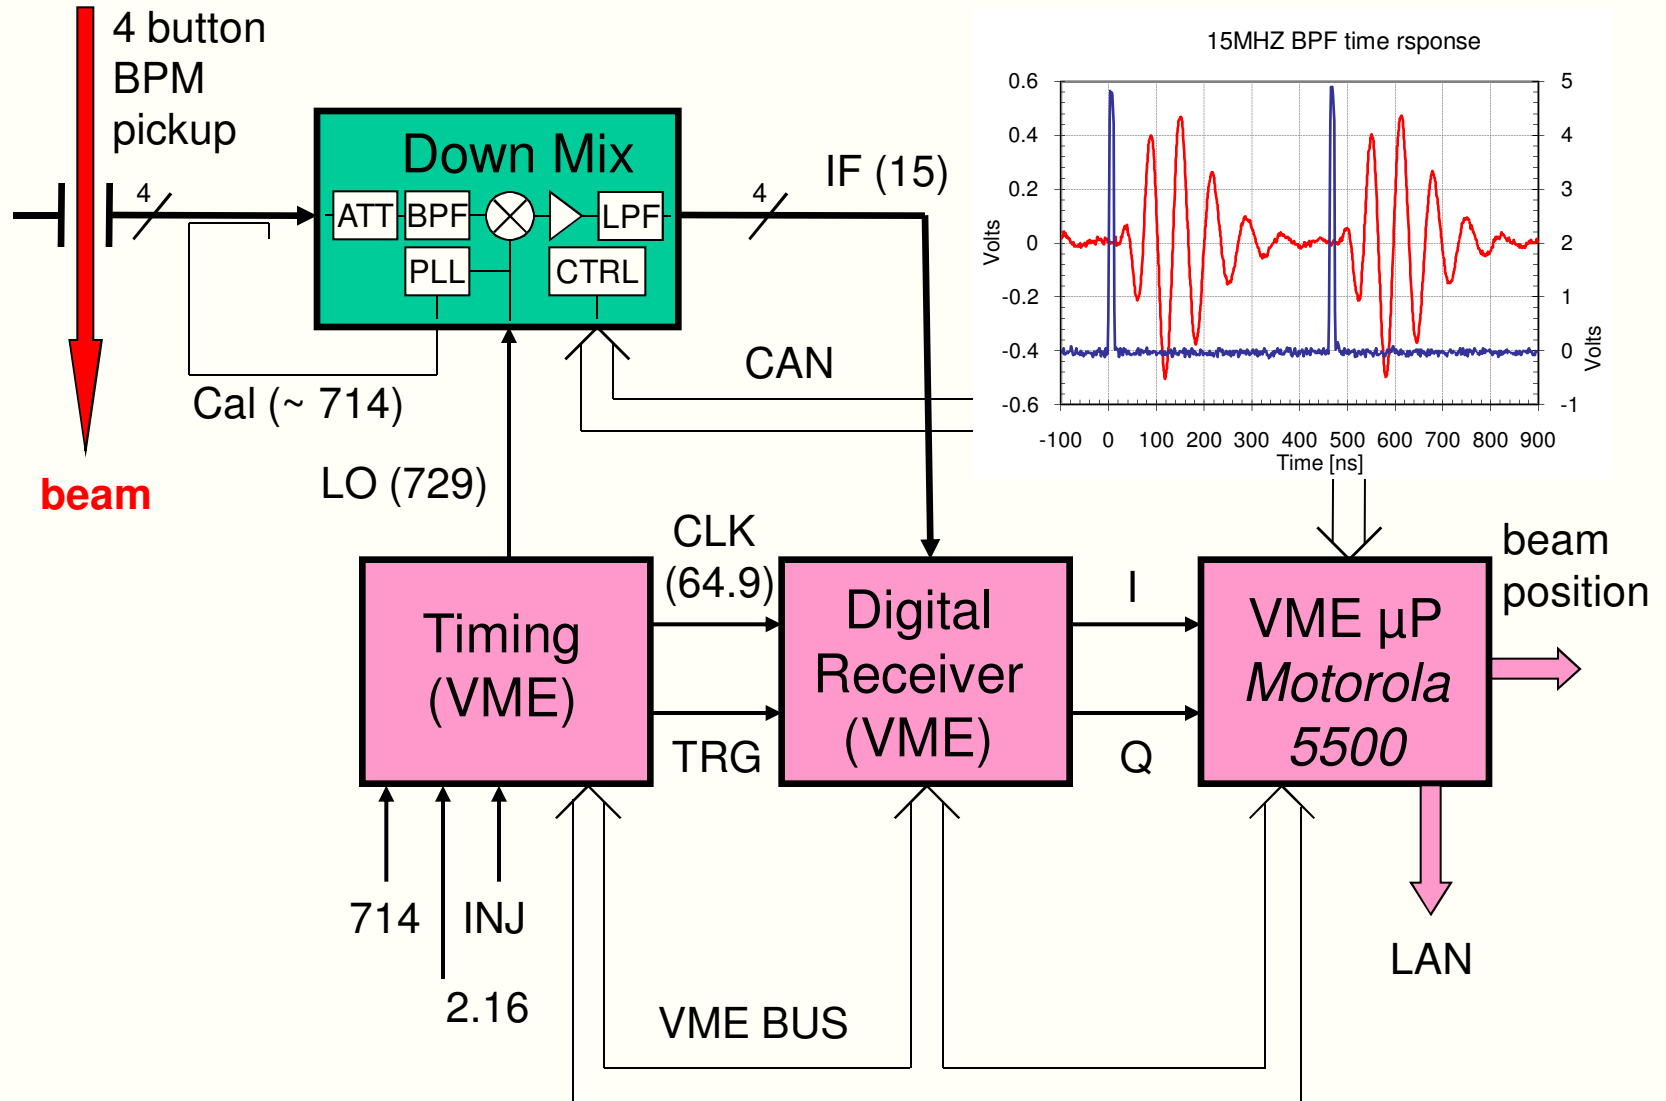 4 button
BPM
pickup
4
Down Mix
ATT
BPF
LPF
PLL
CTRL
4
IF (15)
15MHZ BPF time rsponse
0.6
0.4
0.2
0
-0.2
-0.4
-0.6
Volts
5
4
3
2
1
0
-1
Volts
-100 0 100 200 300 400 500 600 700 800 900
Time [ns]
CAN
Cal (~ 714)
beam
LO (729)
CLK
(64.9)
TRG
Timing
(VME)
Digital
Receiver
(VME)
I
Q
VME µP
Motorola
5500
beam
position
714
INJ
2.16
VME BUS
LAN